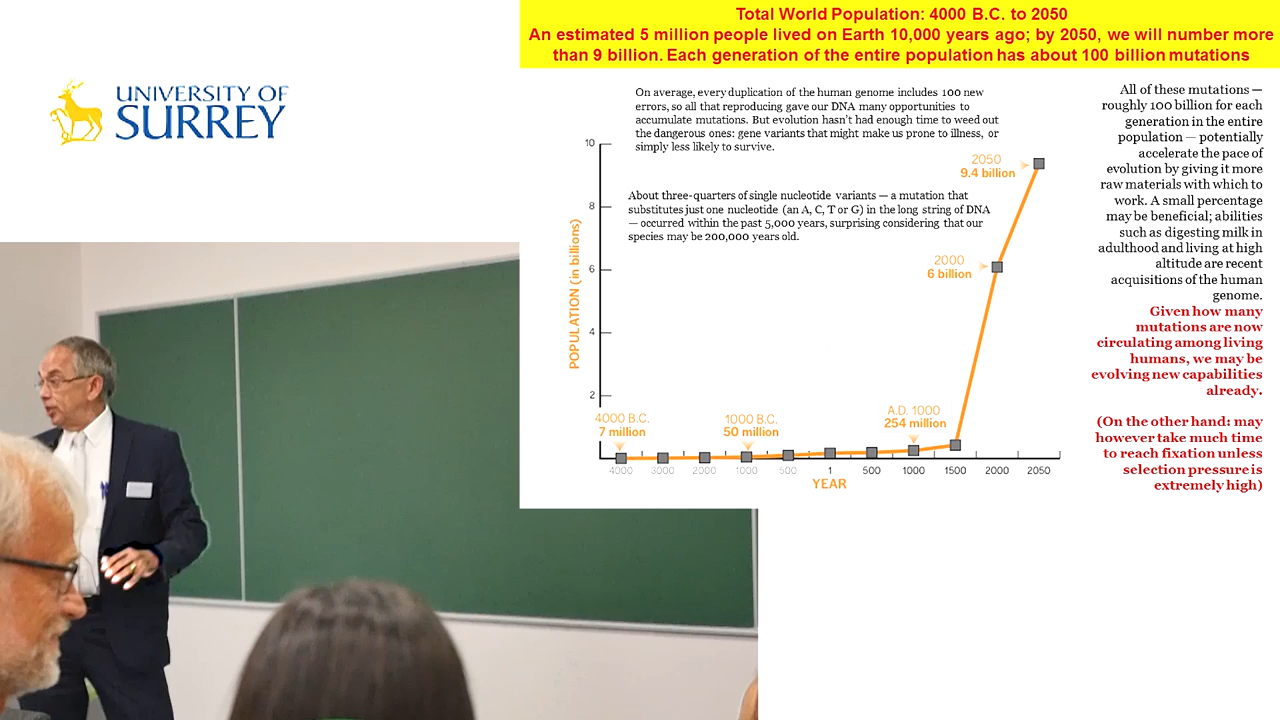 UNIVERSITY OF
SURREY
Total World Population: 4000 B.C. to 2050
An estimated 5 million people lived on Earth 10,000 years ago; by 2050, we will number more
than 9 billion. Each generation of the entire population has about 100 billion mutations
On average, every duplication of the human genome includes 100 new
errors, so all that reproducing gave our DNA many opportunities to
accumulate mutations. But evolution hasn't had enough time to weed out
the dangerous ones: gene variants that might make us prone to illness, or
simply less likely to survive.
About three-quarters of single nucleotide variants — a mutation that
substitutes just one nucleotide (an A, C, T or G) in the long string of DNA
— occurred within the past 5,000 years, surprising considering that our
species may be 200,000 years old.
POPULATION (in billions)
10
8
6
4
2
2050
9.4 billion
2000
6 billion
A.D. 1000
254 million
1000 B.C.
50 million
4000 B.C.
7 million
4000 3000 2000 1000 500 1 500 1000 1500 2000 2050
YEAR
All of these mutations —
roughly 100 billion for each
generation in the entire
population — potentially
accelerate the pace of
evolution by giving it more
raw materials with which to
work. A small percentage
may be beneficial; abilities
such as digesting milk in
adulthood and living at high
altitude are recent
acquisitions of the human
genome.
Given how many
mutations are now
circulating among living
humans, we may be
evolving new capabilities
already.
(On the other hand: may
however take much time
to reach fixation unless
selection pressure is
extremely high)